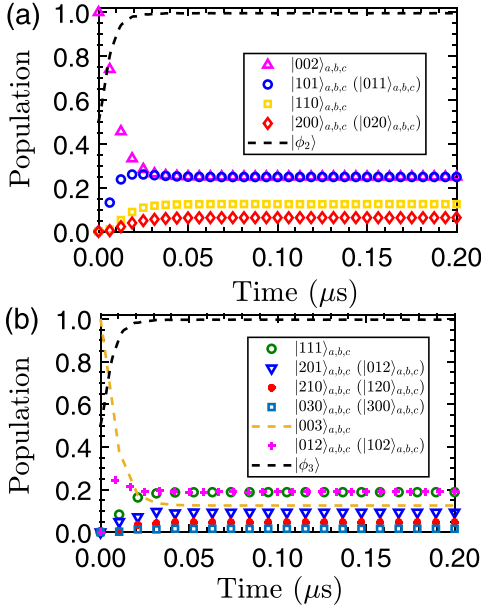 (a)
1.0
0.8
0.6
0.4
0.2
0.0
Population
|002⟩a,b,c
|101⟩a,b,c (|011⟩a,b,c)
|110⟩a,b,c
|200⟩a,b,c (|020⟩a,b,c)
|ϕ2⟩
0.00 0.05 0.10 0.15 0.20
Time (μs)
(b)
1.0
0.8
0.6
0.4
0.2
0.0
Population
|111⟩a,b,c
|201⟩a,b,c (|012⟩a,b,c)
|210⟩a,b,c (|120⟩a,b,c)
|030⟩a,b,c (|300⟩a,b,c)
|003⟩a,b,c
|012⟩a,b,c (|102⟩a,b,c)
|ϕ3⟩
0.00 0.05 0.10 0.15 0.20
Time (μs)